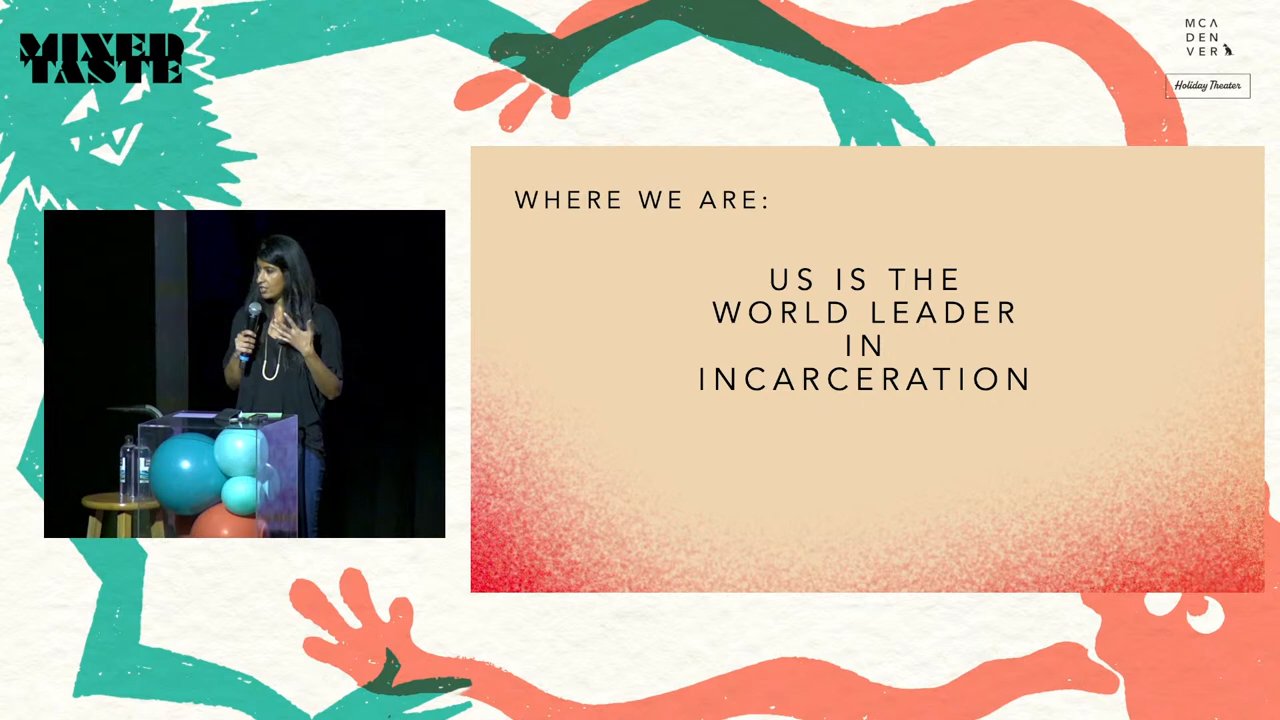 MIXED
TASTE
MCA
DEN
VER
Holiday Theater
WHERE WE ARE:
US IS THE
WORLD LEADER
IN
INCARCERATION